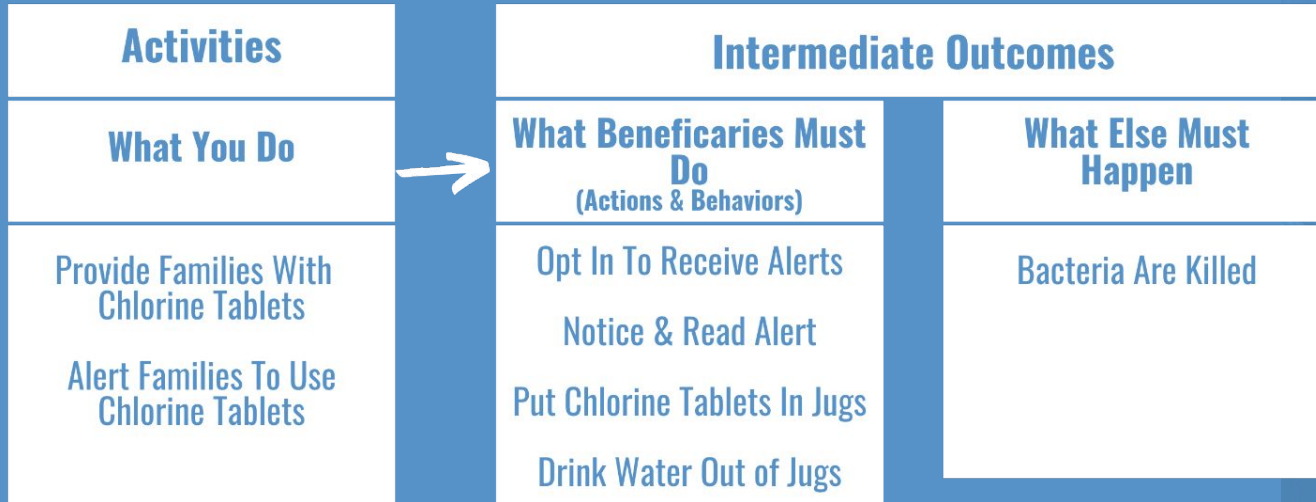 Activities
Intermediate Outcomes
What You Do
What Beneficaries Must
Do
(Actions & Behaviors)
What Else Must
Happen
Provide Families With
Chlorine Tablets
Alert Families To Use
Chlorine Tablets
Opt In To Receive Alerts
Notice & Read Alert
Put Chlorine Tablets In Jugs
Drink Water Out of Jugs
Bacteria Are Killed